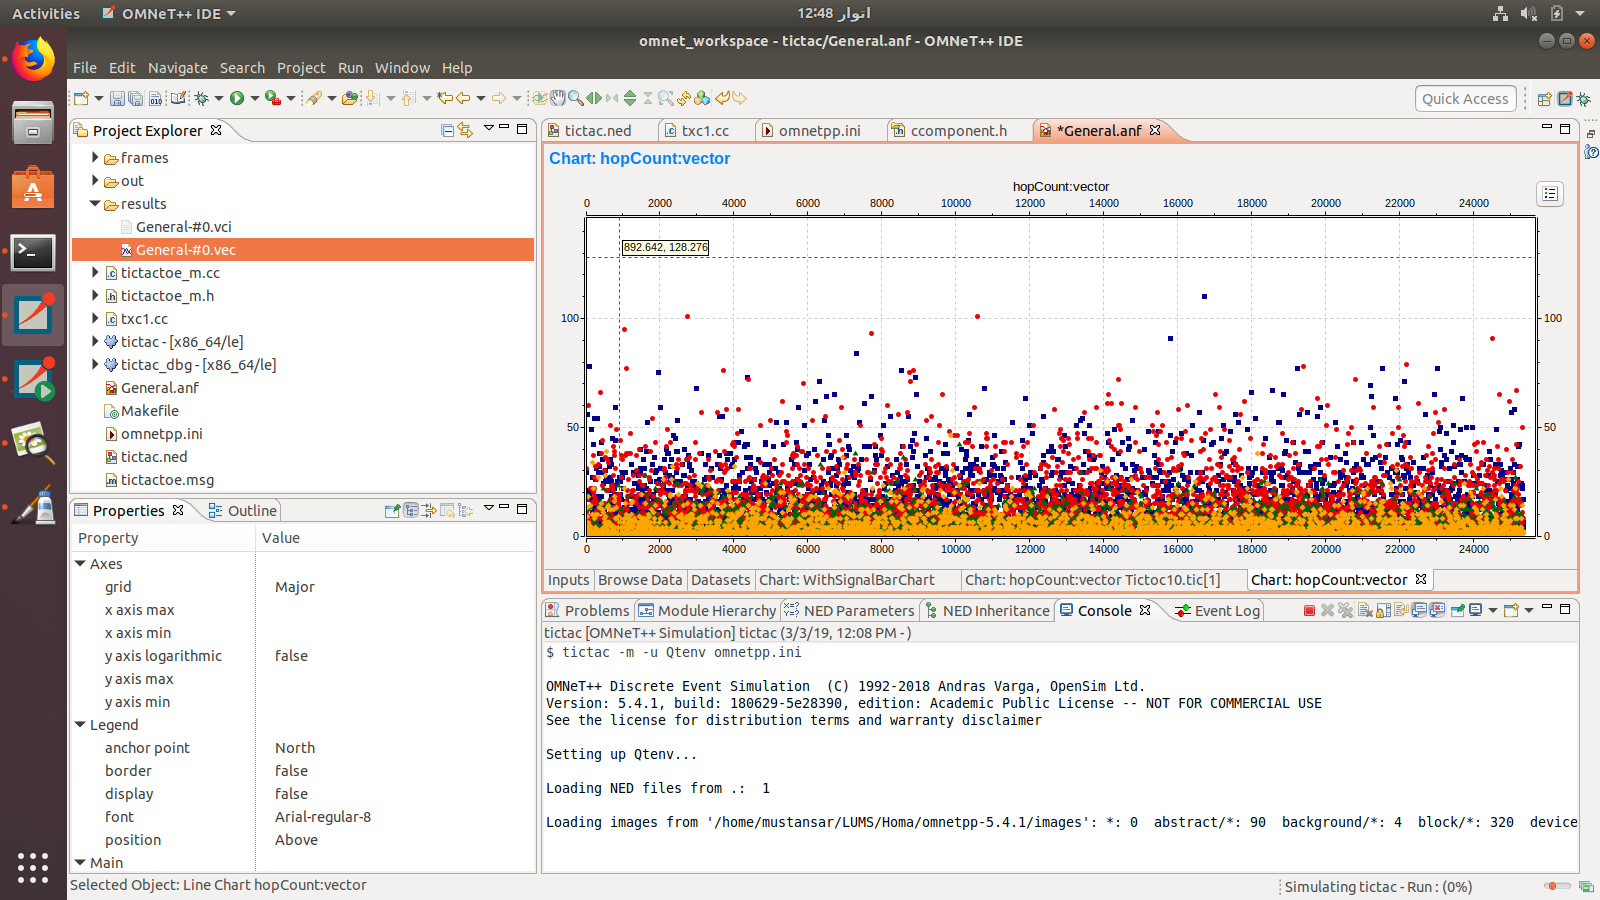 Activities
OMNeT++ IDE
اتوار 12:48
omnet_workspace - tictac/General.anf - OMNeT++ IDE
File Edit Navigate Search Project Run Window Help
Quick Access
Project Explorer
frames
out
results
General-#0.vci
General-#0.vec
tictactoe_m.cc
tictactoe_m.h
txc1.cc
tictac - [x86_64/le]
tictac_dbg - [x86_64/le]
General.anf
Makefile
omnetpp.ini
tictac.ned
tictactoe.msg
Properties
Outline
Property Value
Axes
grid Major
x axis max
x axis min
y axis logarithmic false
y axis max
y axis min
Legend
anchor point North
border false
display false
font Arial-regular-8
position Above
Main
tictac.ned txc1.cc omnetpp.ini ccomponent.h *General.anf
Chart: hopCount:vector
hopCount:vector
0 2000 4000 6000 8000 10000 12000 14000 16000 18000 20000 22000 24000
892.642, 128.276
100 100
50 50
0 0
0 2000 4000 6000 8000 10000 12000 14000 16000 18000 20000 22000 24000
Inputs Browse Data Datasets Chart: WithSignalBarChart Chart: hopCount:vector Tictoc10.tic[1] Chart: hopCount:vector
Problems Module Hierarchy NED Parameters NED Inheritance Console Event Log
tictac [OMNeT++ Simulation] tictac (3/3/19, 12:08 PM - )
$ tictac -m -u Qtenv omnetpp.ini
OMNeT++ Discrete Event Simulation (C) 1992-2018 Andras Varga, OpenSim Ltd.
Version: 5.4.1, build: 180629-5e28390, edition: Academic Public License -- NOT FOR COMMERCIAL USE
See the license for distribution terms and warranty disclaimer
Setting up Qtenv...
Loading NED files from .: 1
Loading images from '/home/mustansar/LUMS/Homa/omnetpp-5.4.1/images': *: 0 abstract/*: 90 background/*: 4 block/*: 320 device
Selected Object: Line Chart hopCount:vector
Simulating tictac - Run : (0%)